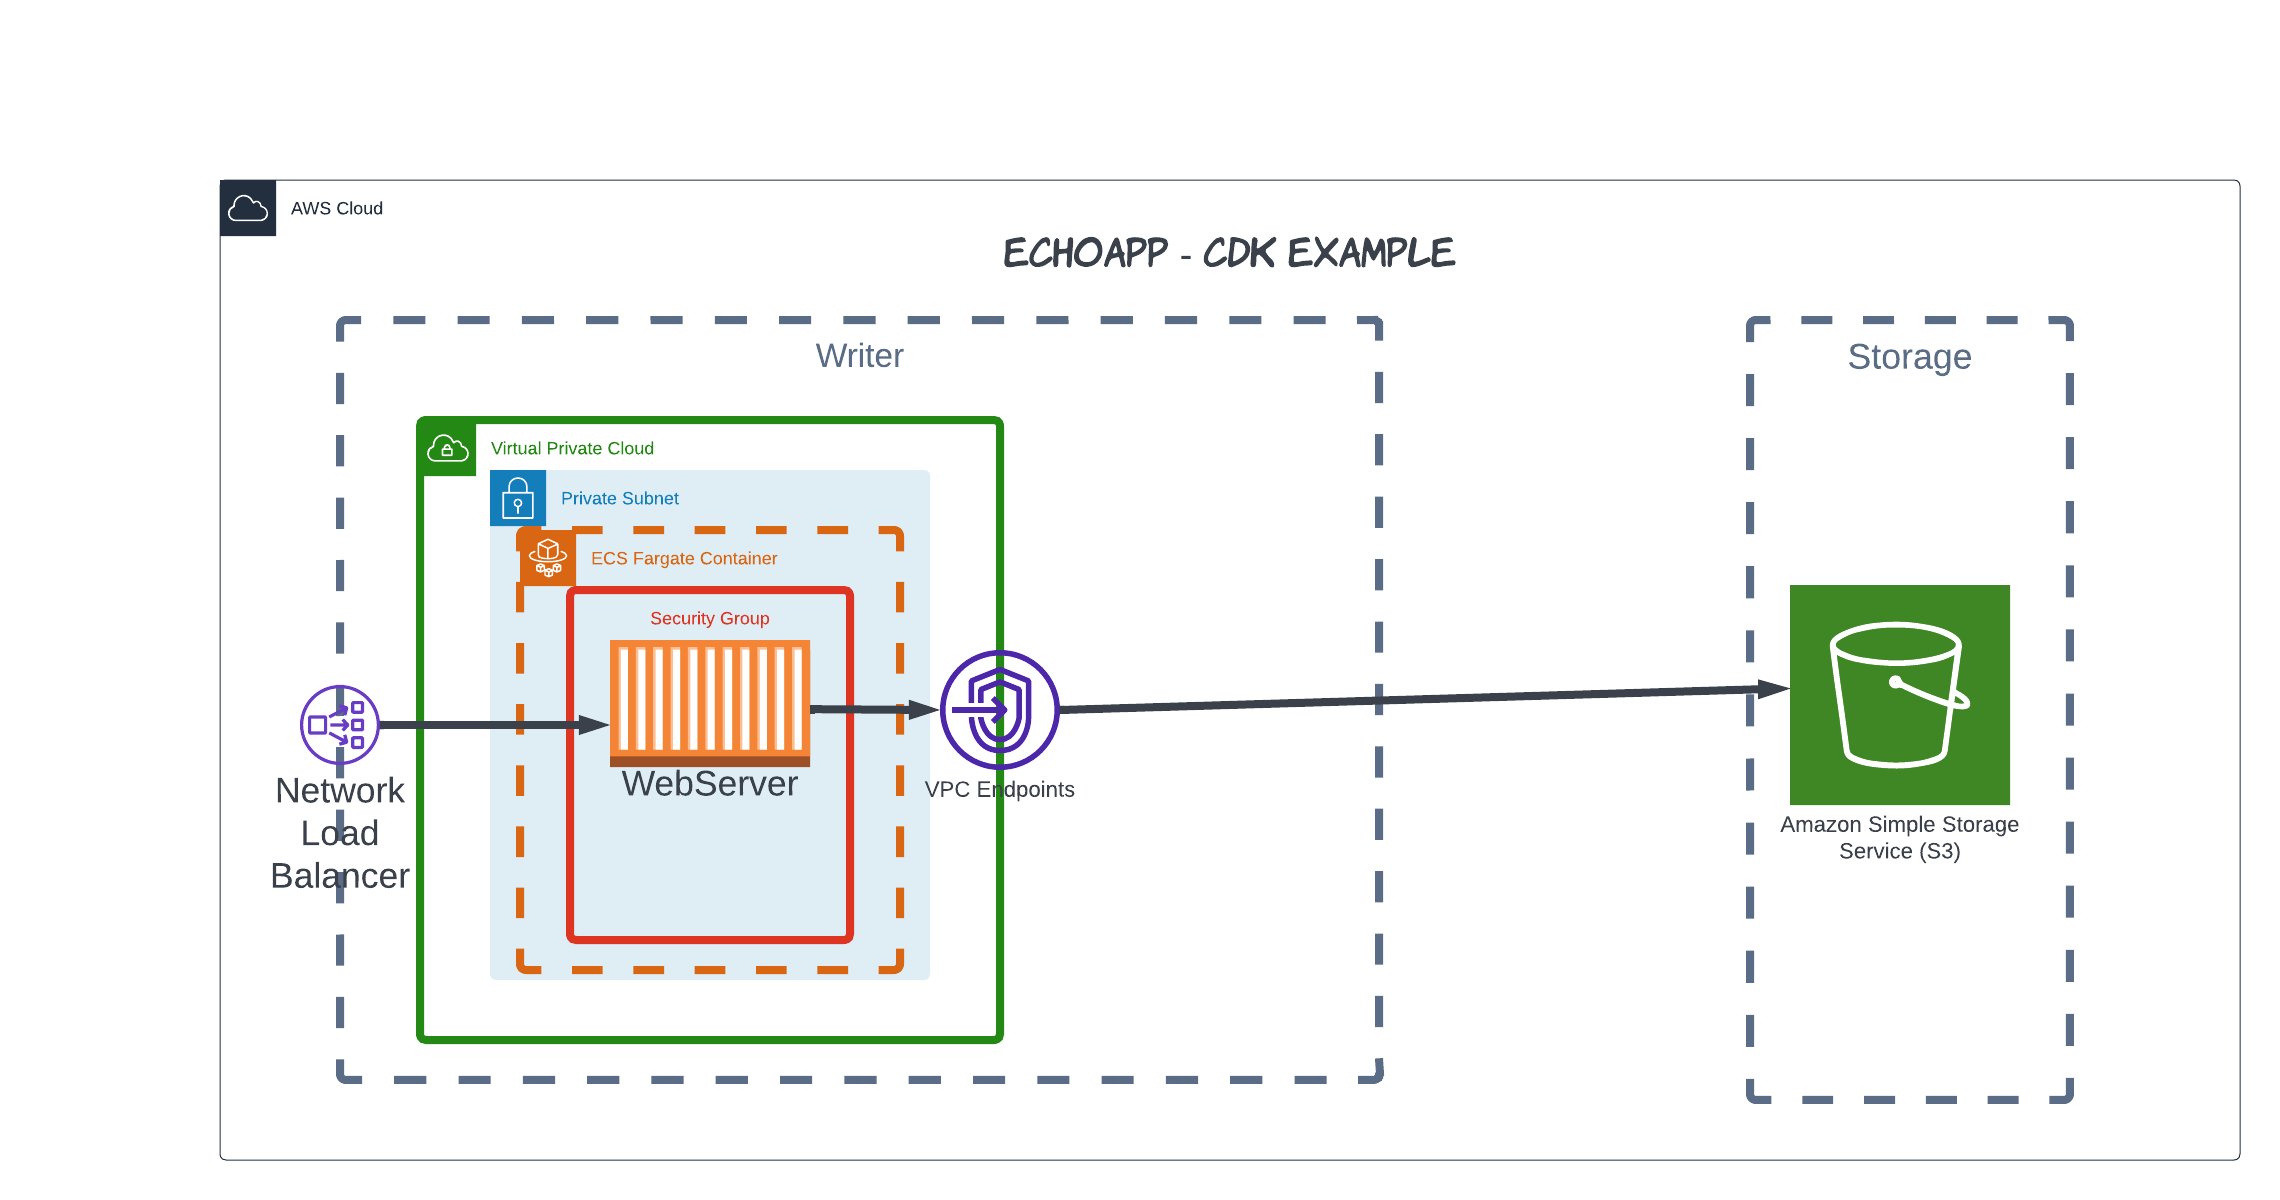 AWS Cloud
ECHOAPP - CDK EXAMPLE
Writer
Storage
Virtual Private Cloud
Private Subnet
ECS Fargate Container
Security Group
WebServer
Network
Load
Balancer
VPC Endpoints
Amazon Simple Storage
Service (S3)